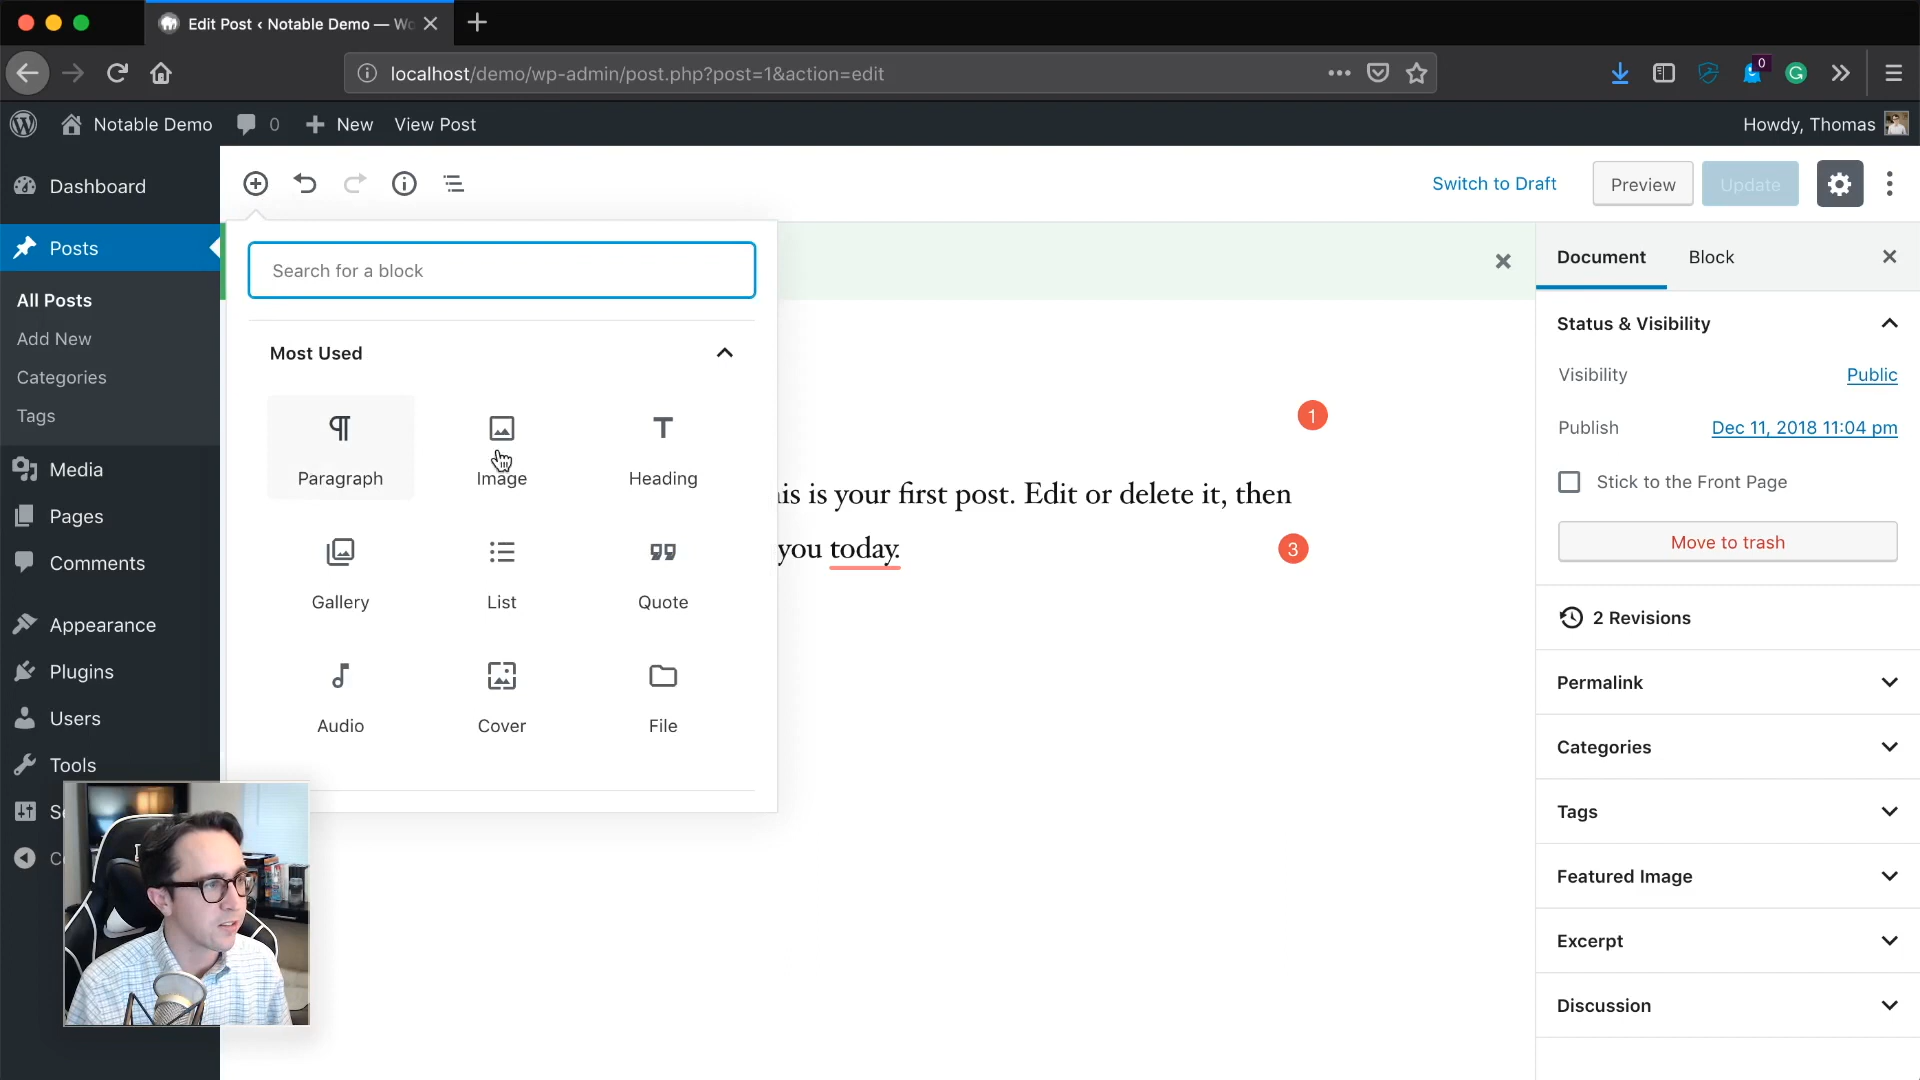 Edit Post ‹ Notable Demo —
localhost/demo/wp-admin/post.php?post=1&action=edit
0
Notable Demo
0
New
View Post
Howdy, Thomas
Dashboard
Posts
All Posts
Add New
Categories
Tags
Media
Pages
Comments
Appearance
Plugins
Users
Tools
Switch to Draft
Preview
Update
Search for a block
Most Used
Paragraph
Image
Heading
Gallery
List
Quote
Audio
Cover
File
1
is is your first post. Edit or delete it, then
you today.
3
Document
Block
Status & Visibility
Visibility
Public
Publish
Dec 11, 2018 11:04 pm
Stick to the Front Page
Move to trash
2 Revisions
Permalink
Categories
Tags
Featured Image
Excerpt
Discussion